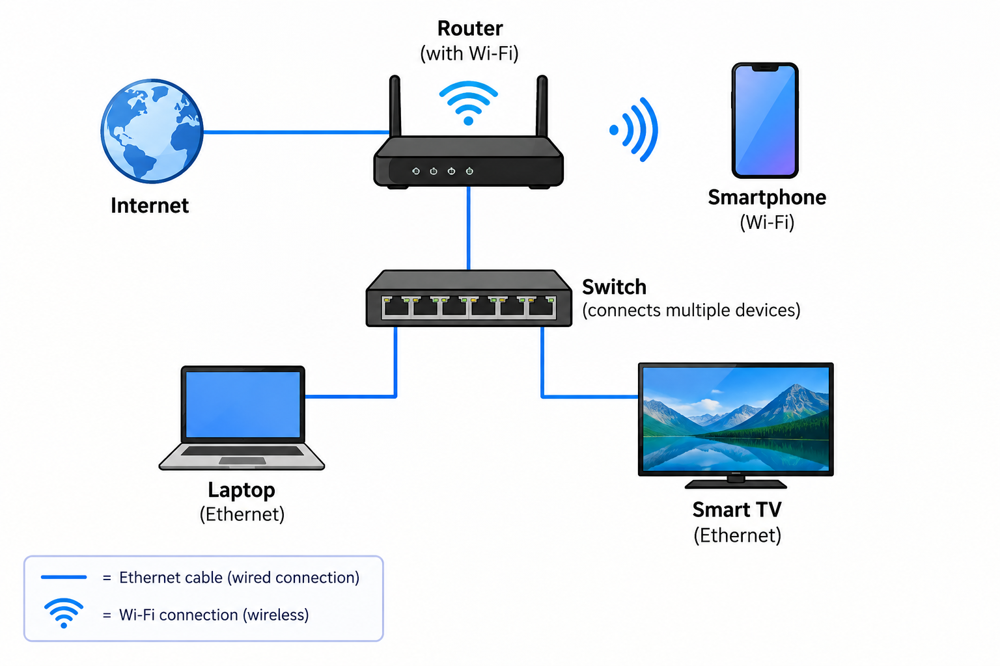 Router
(with Wi-Fi)
Internet
Smartphone
(Wi-Fi)
Switch
(connects multiple devices)
Laptop
(Ethernet)
Smart TV
(Ethernet)
= Ethernet cable (wired connection)
= Wi-Fi connection (wireless)